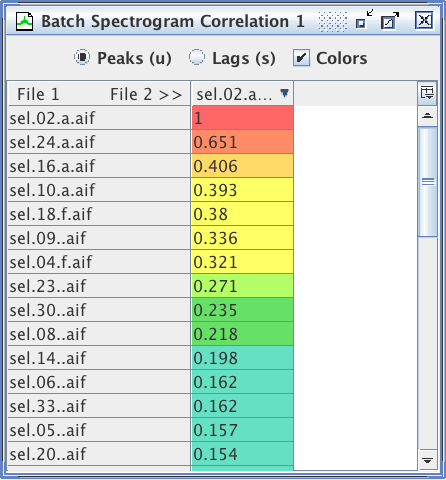 Batch Spectrogram Correlation 1
Peaks (u) Lags (s) Colors
File 1 File 2 >> sel.02.a...
sel.02.a.aif 1
sel.24.a.aif 0.651
sel.16.a.aif 0.406
sel.10.a.aif 0.393
sel.18.f.aif 0.38
sel.09..aif 0.336
sel.04.f.aif 0.321
sel.23..aif 0.271
sel.30..aif 0.235
sel.08..aif 0.218
sel.14..aif 0.198
sel.06..aif 0.162
sel.33..aif 0.162
sel.05..aif 0.157
sel.20..aif 0.154